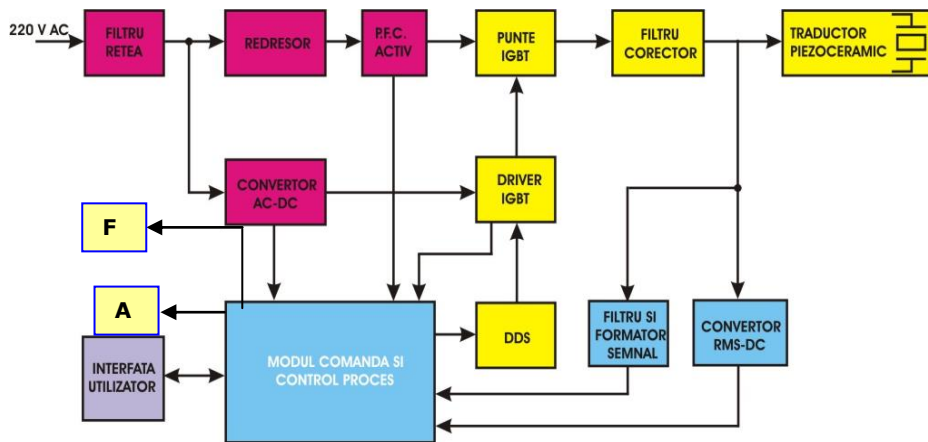 220 V AC
FILTRU
RETEA
REDRESOR
P.F.C.
ACTIV
PUNTE
IGBT
FILTRU
CORECTOR
TRADUCTOR
PIEZOCERAMIC
CONVERTOR
AC-DC
DRIVER
IGBT
F
A
INTERFATA
UTILIZATOR
MODUL COMANDA SI
CONTROL PROCES
DDS
FILTRU SI
FORMATOR
SEMNAL
CONVERTOR
RMS-DC